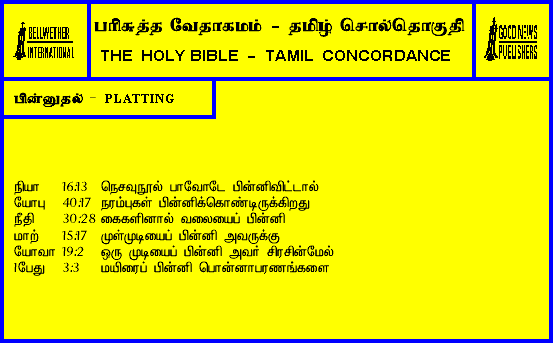 BELLWETHER
INTERNATIONAL
பரிசுத்த வேதாகமம் - தமிழ் சொல்தொகுதி
THE HOLY BIBLE - TAMIL CONCORDANCE
GOOD NEWS
PUBLISHERS
பின்னுதல் - PLATTING
நியா 16:13 நெசவுநூல் பாவோடே பின்னிவிட்டால்
யோபு 40:17 நரம்புகள் பின்னிக்கொண்டிருக்கிறது
நீதி 30:28 கைகளினால் வலையைப் பின்னி
மாற் 15:17 முள்முடியைப் பின்னி அவருக்கு
யோவா 19:2 ஒரு முடியைப் பின்னி அவர் சிரசின்மேல்
1பேது 3:3 மயிரைப் பின்னி பொன்னாபரணங்களை